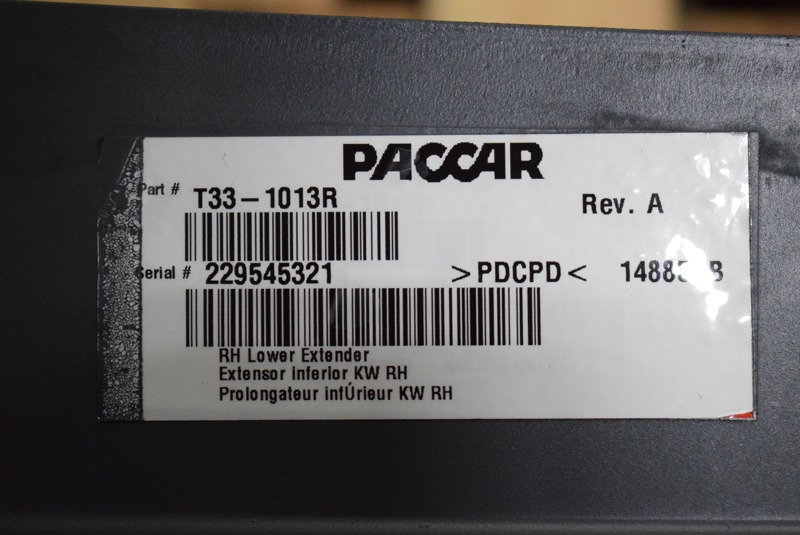 PACCAR
Part # T33-1013R Rev. A
Serial # 229545321 >PDCPD<
RH Lower Extender
Extensor inferior KW RH
Prolongateur infÚrieur KW RH